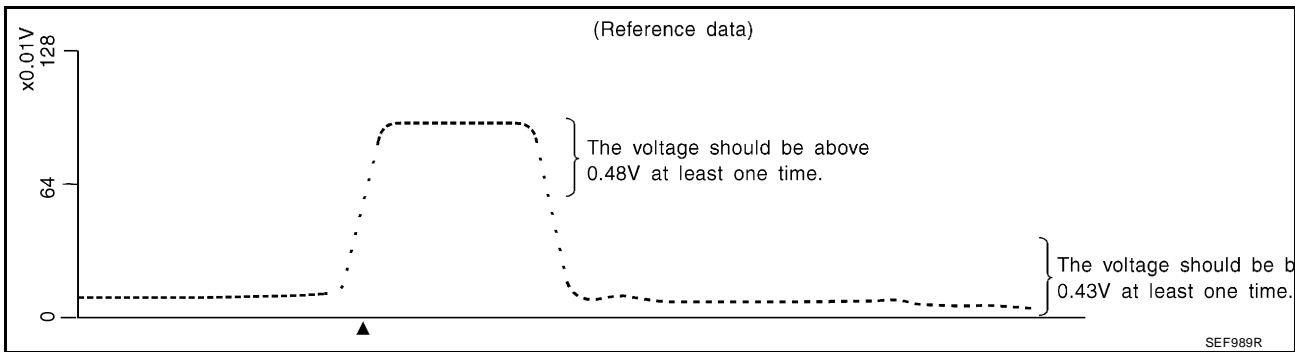 (Reference data)
x0.01V
128
64
0
The voltage should be above
0.48V at least one time.
The voltage should be
0.43V at least one time.
SEF989R